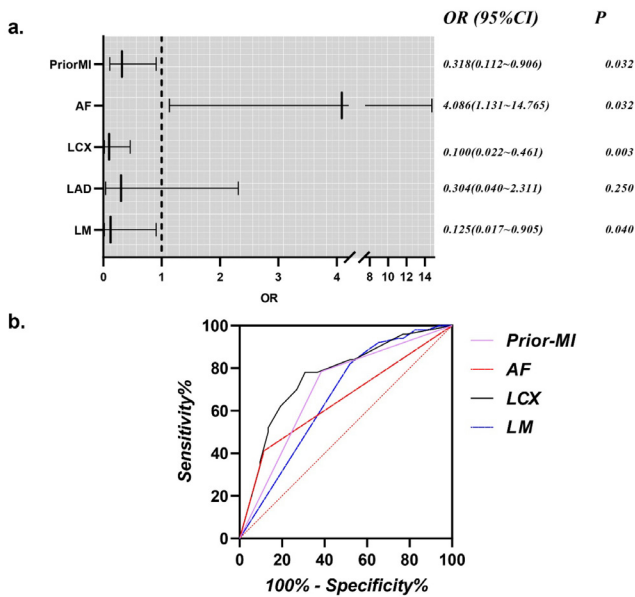 a.
OR (95%CI) P
PriorMI 0.318(0.112~0.906) 0.032
AF 4.086(1.131~14.765) 0.032
LCX 0.100(0.022~0.461) 0.003
LAD 0.304(0.040~2.311) 0.250
LM 0.125(0.017~0.905) 0.040
0 1 2 3 4 8 10 12 14
OR
b.
100
80
60
40
20
0
Sensitivity%
0 20 40 60 80 100
100% - Specificity%
Prior-MI
AF
LCX
LM